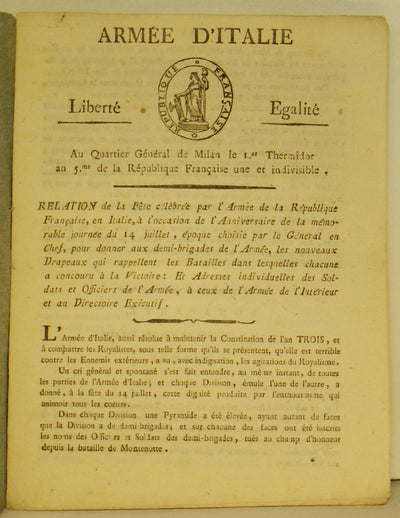 ARMÉE D'ITALIE
RÉPUBLIQUE FRANÇAISE
Liberté Egalité
Au Quartier Général de Milan le 1.er Thermidor
an 5.me de la République Française une et indivisible .
RELATION de la Fête célébrée par l'Armée de la République
Française, en Italie, à l'occasion de l'Anniversaire de la mémo-
rable journee du 14 juillet, époque choisie par le Général en
Chef, pour donner aux demi-brigades de l'Armée, les nouveaux
Drapeaux qui rappellent les Batailles dans lesquelles chacune
a concouru à la Victoire: Et Adresses individuelles des Sol-
dats et Officiers de l'Armée, à ceux de l'Armée de l'Intérieur
et au Directoire Exécutif.
L'Armée d'Italie, aussi résolue à maintenir la Constitution de l'an TROIS, et
à combattre les Royalistes, sous telle forme qu'ils se présentent, qu'elle est terrible
contre les Ennemis extérieurs, a vu, avec indignation, les agitations du Royalisme.
Un cri général et spontané s'est fait entendre, au même instant, de toutes
les parties de l'Armée d'Italie; et chaque Division, émule l'une de l'autre, a
donné, à la fête du 14 juillet, cette dignité produite par l'enthousiasme, qui
animoit tous les coeurs.
Dans chaque Division une Pyramide a été élevée, ayant autant de faces
que la Division a de demi-brigades; et sur chacune des faces ont été inscrits
les noms des Officiers et Soldats des demi-brigades, tués au champ d'honneur
depuis la bataille de Montenotte.